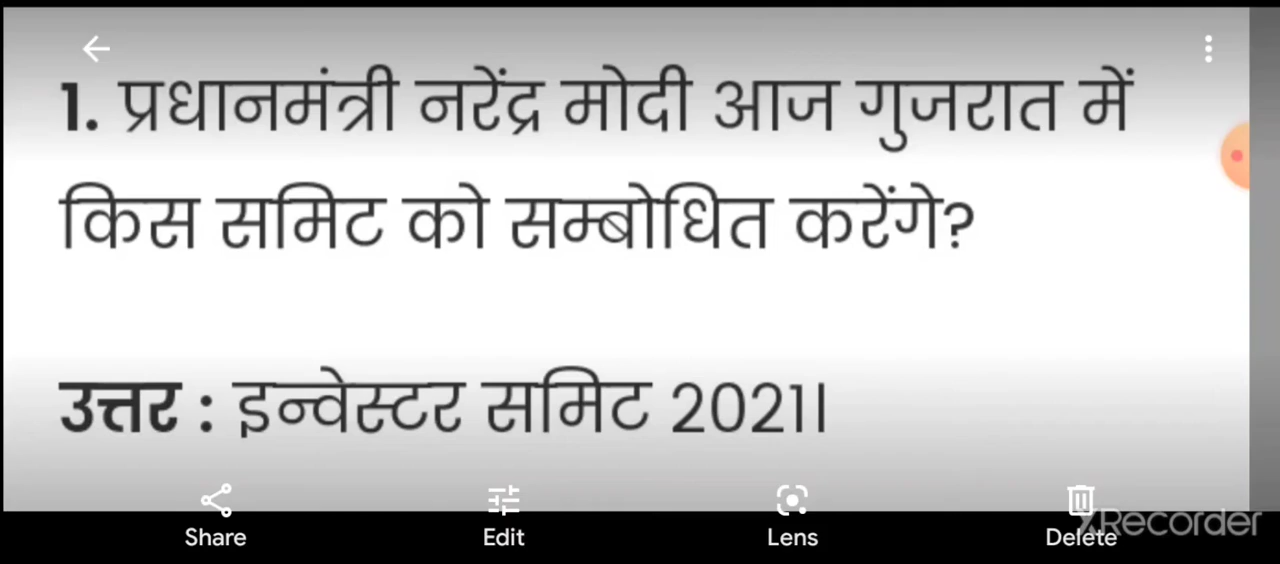 1. प्रधानमंत्री नरेंद्र मोदी आज गुजरात में
किस समिट को सम्बोधित करेंगे?
उत्तर : इन्वेस्टर समिट 2021।
Share Edit Lens Delete
XRecorder